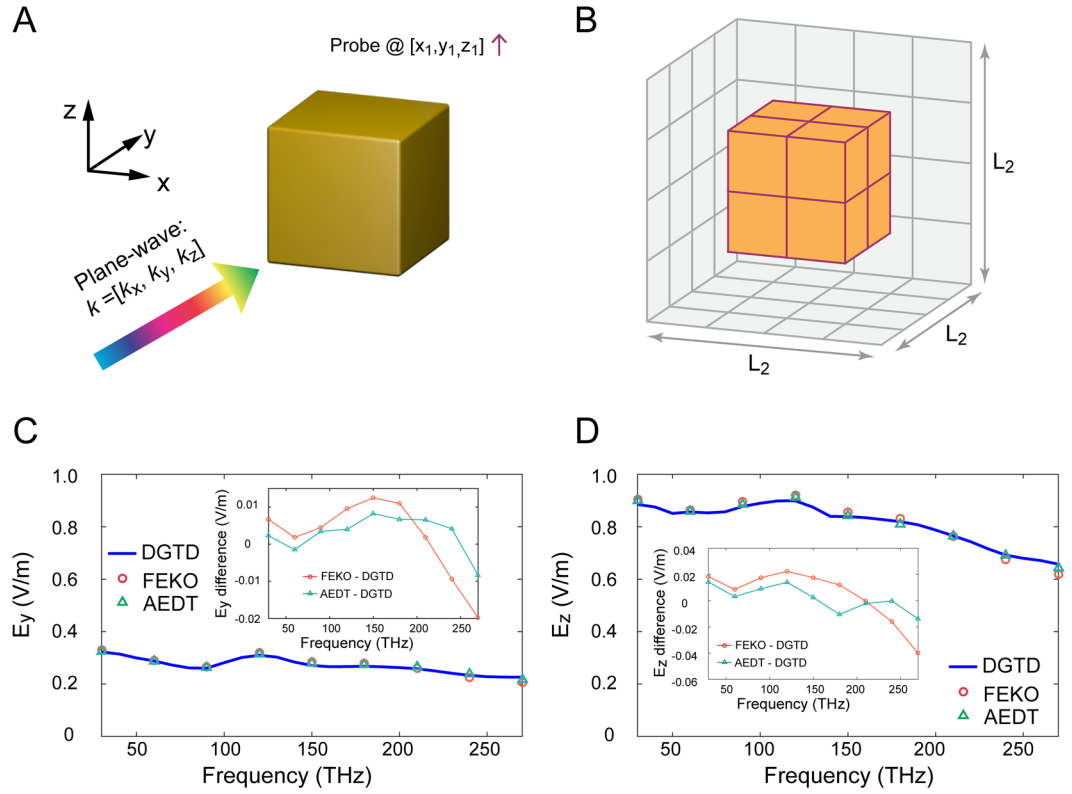 A
Probe @ [x1,y1,z1] ↑
z
y
x
Plane-wave:
k =[kx, ky, kz]
B
L2
L2
L2
C
Ey (V/m)
1.0
0.8
0.6
0.4
0.2
0
50
100
150
200
250
Frequency (THz)
DGTD
FEKO
AEDT
Ey difference (V/m)
0.01
0
-0.01
-0.02
50
100
150
200
250
Frequency (THz)
FEKO - DGTD
AEDT - DGTD
D
Ez (V/m)
1.0
0.8
0.6
0.4
0.2
0
50
100
150
200
250
Frequency (THz)
Ez difference (V/m)
0.04
0.02
0
-0.02
-0.04
-0.06
50
100
150
200
250
Frequency (THz)
FEKO - DGTD
AEDT - DGTD
DGTD
FEKO
AEDT